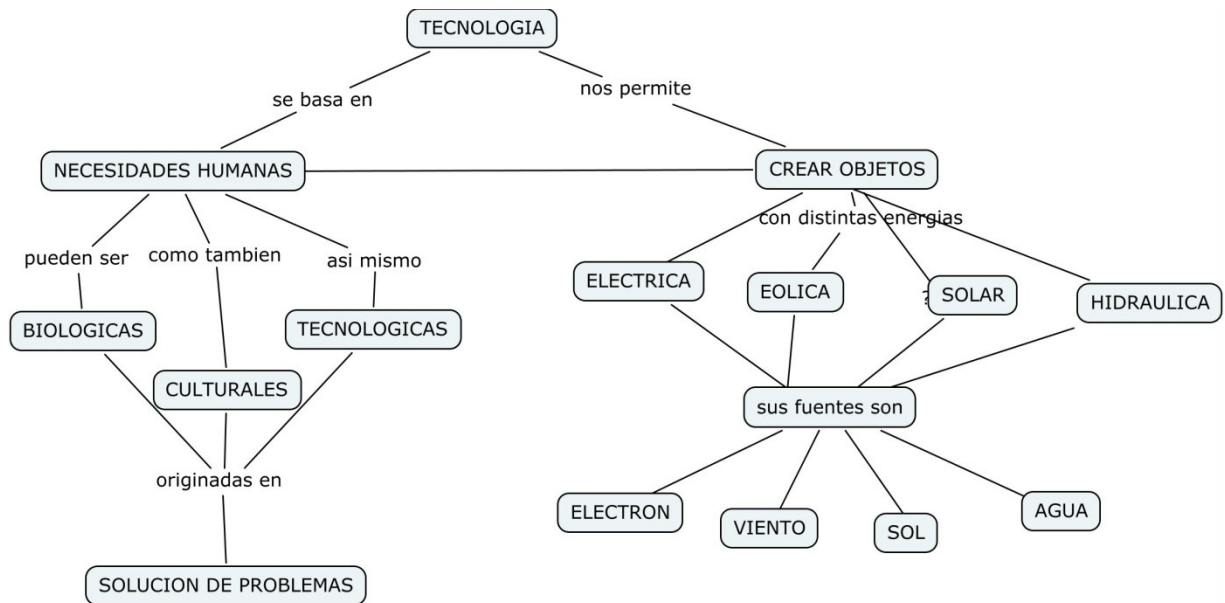 TECNOLOGIA
se basa en
nos permite
NECESIDADES HUMANAS
CREAR OBJETOS
pueden ser
como tambien
asi mismo
con distintas energias
ELECTRICA
EOLICA
?
SOLAR
HIDRAULICA
BIOLOGICAS
TECNOLOGICAS
CULTURALES
sus fuentes son
originadas en
ELECTRON
VIENTO
SOL
AGUA
SOLUCION DE PROBLEMAS